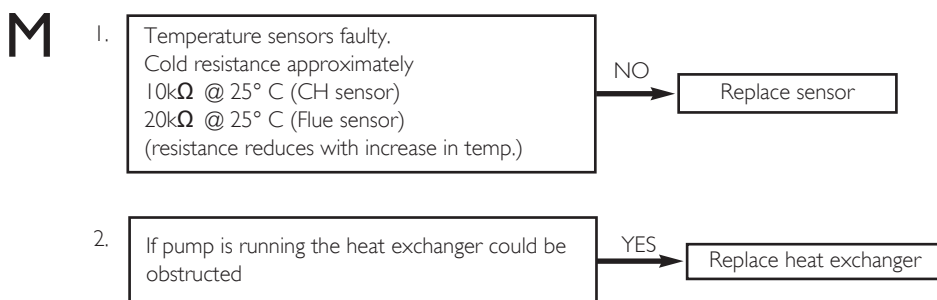 M
1.
Temperature sensors faulty.
Cold resistance approximately
10kΩ @ 25° C (CH sensor)
20kΩ @ 25° C (Flue sensor)
(resistance reduces with increase in temp.)
NO
Replace sensor
2.
If pump is running the heat exchanger could be
obstructed
YES
Replace heat exchanger